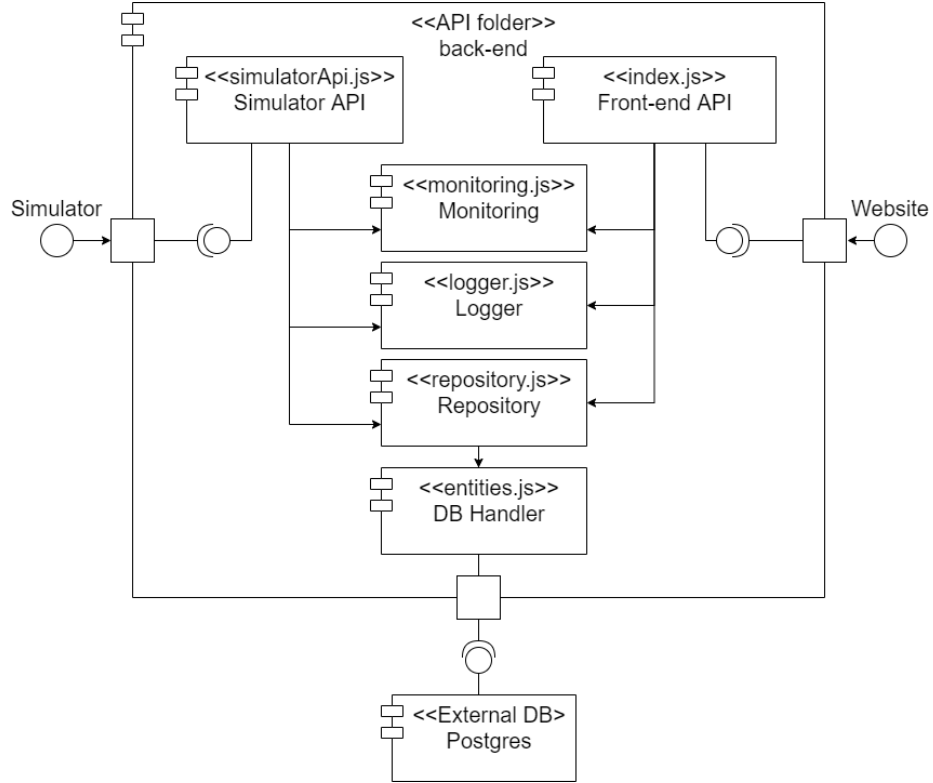 <<API folder>>
back-end
<<simulatorApi.js>>
Simulator API
<<index.js>>
Front-end API
<<monitoring.js>>
Monitoring
Simulator
Website
<<logger.js>>
Logger
<<repository.js>>
Repository
<<entities.js>>
DB Handler
<<External DB>
Postgres